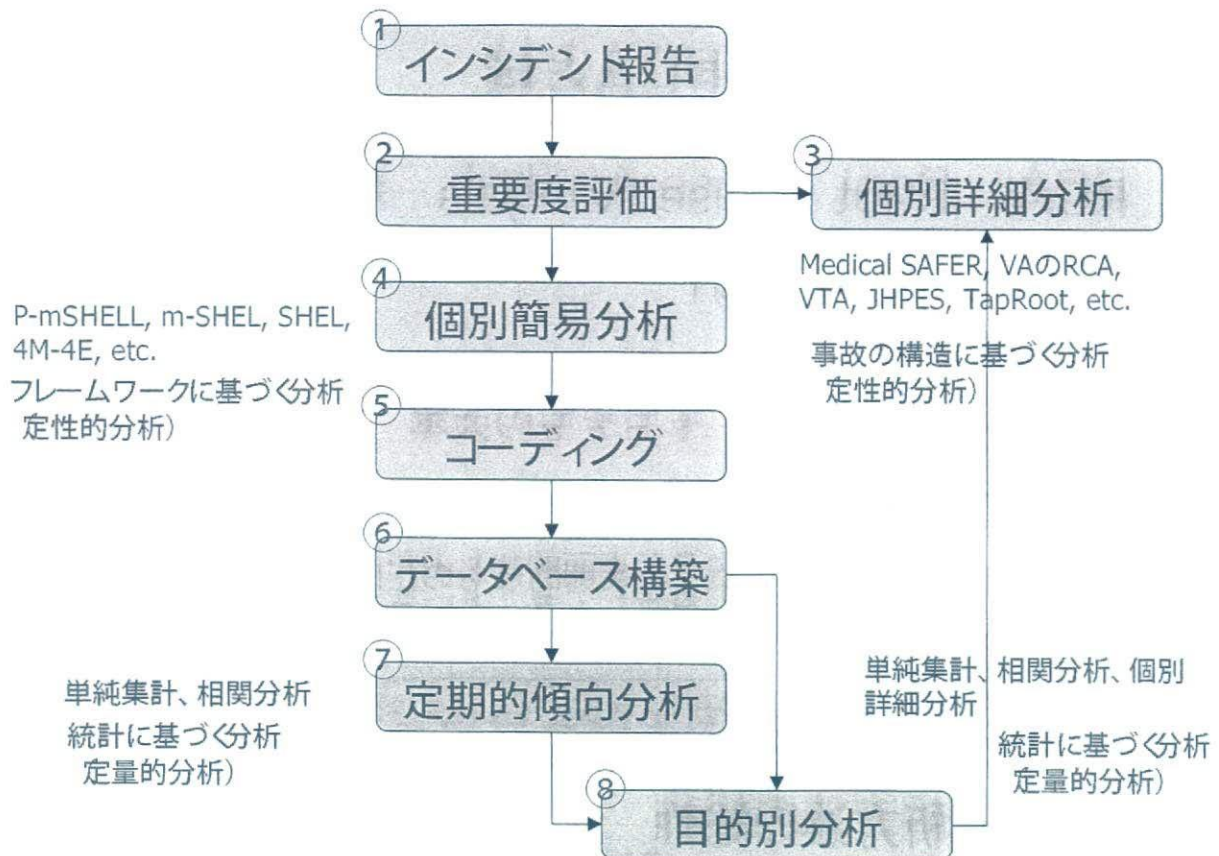 ①
インシデント報告
②
重要度評価
③
個別詳細分析
Medical SAFER, VAのRCA,
VTA, JHPES, TapRoot, etc.
事故の構造に基づく分析
定性的分析)
④
個別簡易分析
P-mSHELL, m-SHEL, SHEL,
4M-4E, etc.
フレームワークに基づく分析
定性的分析)
⑤
コーディング
⑥
データベース構築
⑦
定期的傾向分析
単純集計、相関分析
統計に基づく分析
定量的分析)
単純集計、相関分析、個別
詳細分析
統計に基づく分析
定量的分析)
⑧
目的別分析